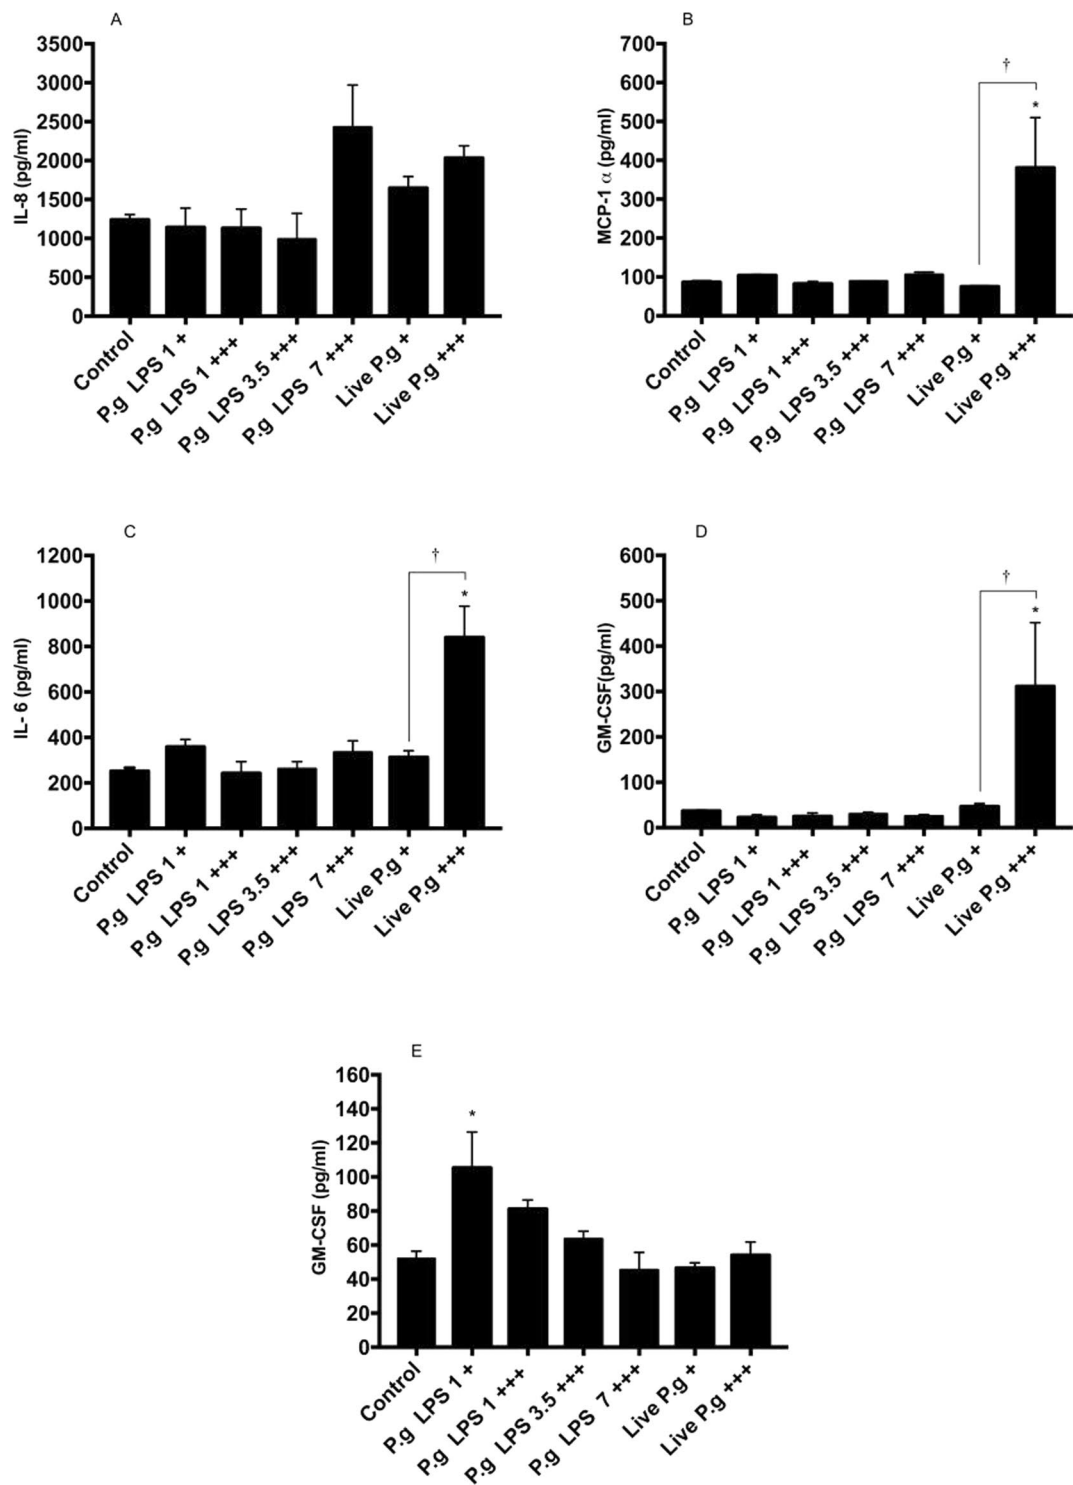 A
3500
3000
2500
2000
1500
1000
500
0
IL-8 (pg/ml)
Control
P.g LPS 1 +
P.g LPS 1 +++
P.g LPS 3.5 +++
P.g LPS 7 +++
Live P.g +
Live P.g +++
B
700
600
500
400
300
200
100
0
MCP-1 α (pg/ml)
†
*
Control
P.g LPS 1 +
P.g LPS 1 +++
P.g LPS 3.5 +++
P.g LPS 7 +++
Live P.g +
Live P.g +++
C
1200
1000
800
600
400
200
0
IL- 6 (pg/ml)
†
*
Control
P.g LPS 1 +
P.g LPS 1 +++
P.g LPS 3.5 +++
P.g LPS 7 +++
Live P.g +
Live P.g +++
D
600
500
400
300
200
100
0
GM-CSF(pg/ml)
†
*
Control
P.g LPS 1 +
P.g LPS 1 +++
P.g LPS 3.5 +++
P.g LPS 7 +++
Live P.g +
Live P.g +++
E
160
140
120
100
80
60
40
20
0
GM-CSF (pg/ml)
*
Control
P.g LPS 1 +
P.g LPS 1 +++
P.g LPS 3.5 +++
P.g LPS 7 +++
Live P.g +
Live P.g +++